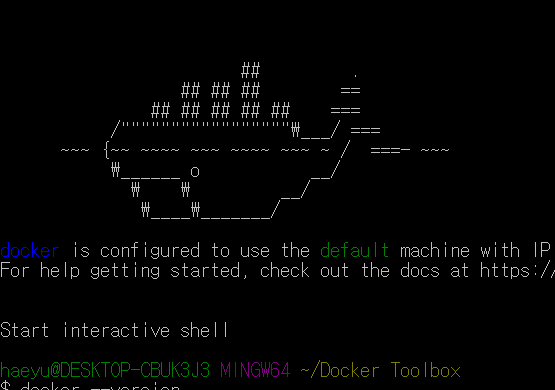 ##         .
## ## ##        ==
## ## ## ## ##    ===
/"""""""""""""""""₩___/ ===
~~~ {~~ ~~~~ ~~~ ~~~~ ~~~ ~ /  ===- ~~~
₩______ o           __/
₩    ₩         __/
₩____₩_______/
docker is configured to use the default machine with IP
For help getting started, check out the docs at https://
Start interactive shell
haeyu@DESKTOP-CBUK3J3 MINGW64 ~/Docker Toolbox
$ docker --version